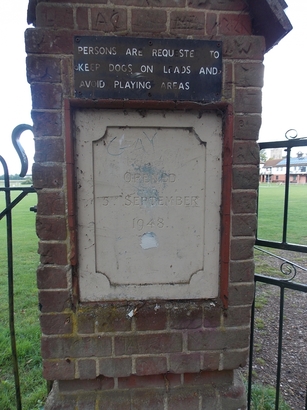 PERSONS ARE REQUESTED TO
KEEP DOGS ON LEADS AND
AVOID PLAYING AREAS
OPENED
SEPTEMBER
1948